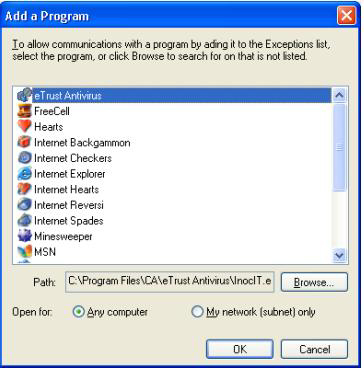 Add a Program
To allow communications with a program by ading it to the Exceptions list,
select the program, or click Browse to search for on that is not listed.
eTrust Antivirus
FreeCell
Hearts
Internet Backgammon
Internet Checkers
Internet Explorer
Internet Hearts
Internet Reversi
Internet Spades
Minesweeper
MSN
Path: C:\Program Files\CA\eTrust Antivirus\InocIT.e Browse...
Open for: Any computer My network (subnet) only
OK Cancel